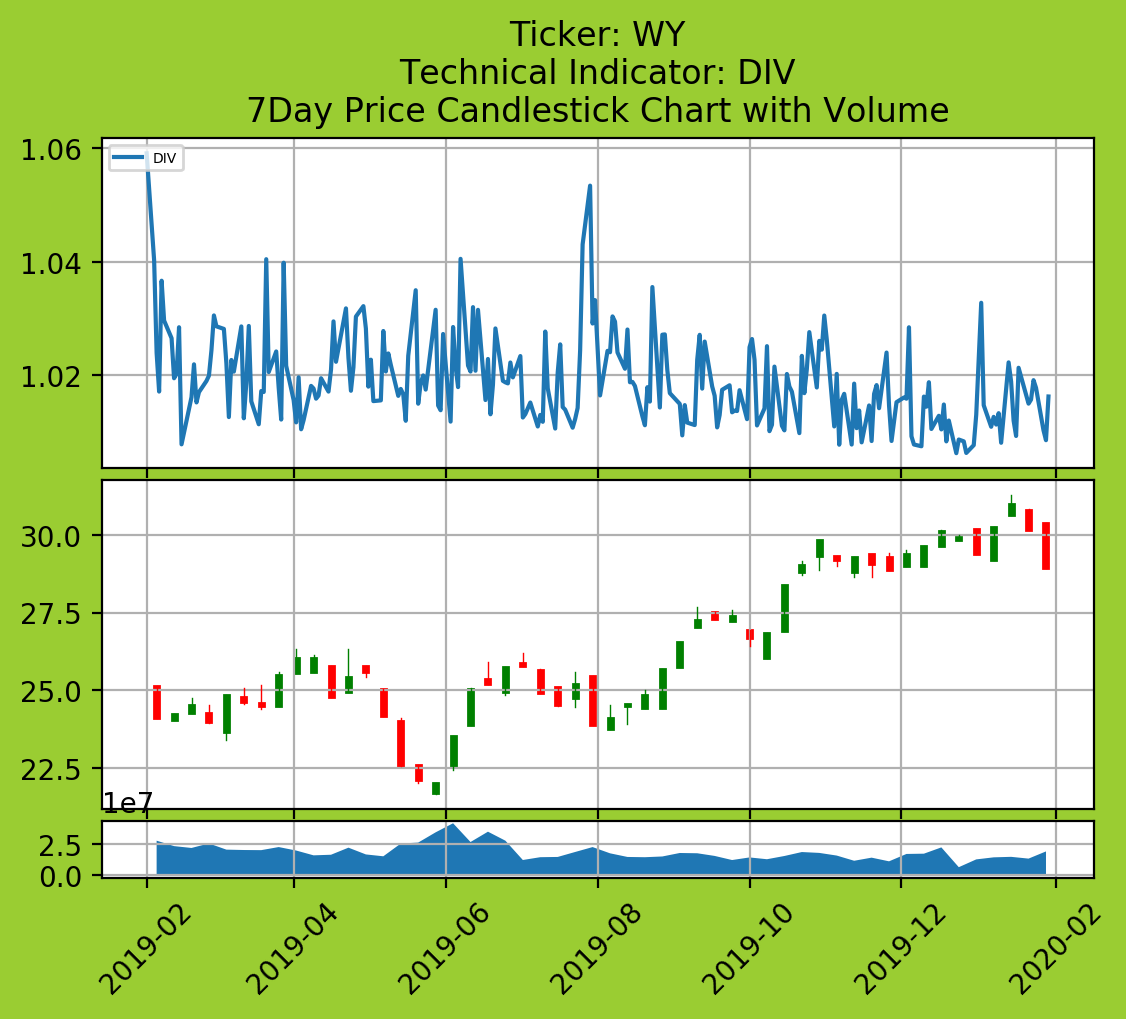 Ticker: WY
Technical Indicator: DIV
7Day Price Candlestick Chart with Volume
1.06
DIV
1.04
1.02
30.0
27.5
25.0
22.5
1e7
2.5
0.0
2019-02 2019-04 2019-06 2019-08 2019-10 2019-12 2020-02